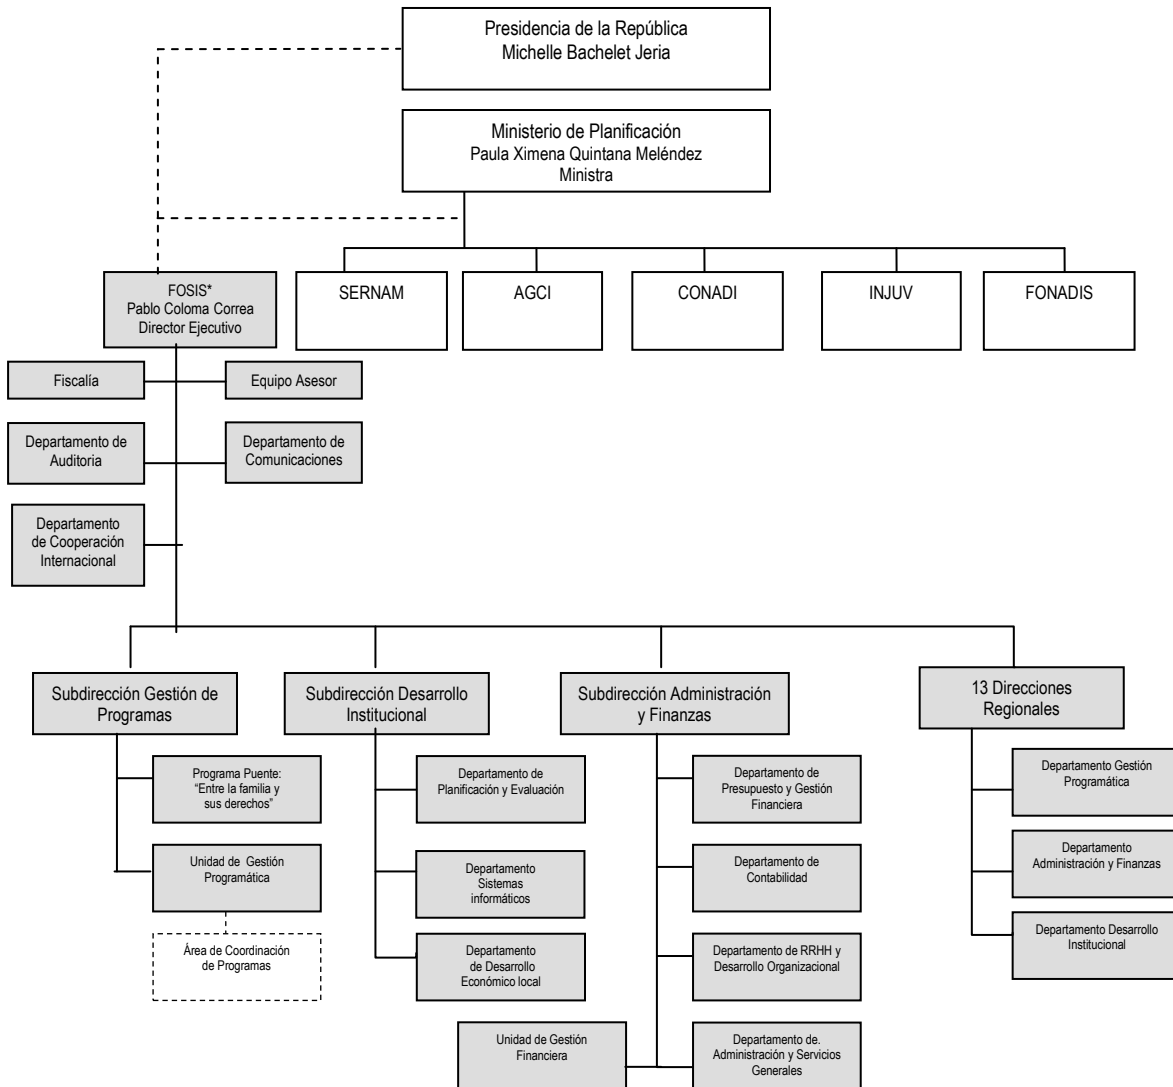 Presidencia de la República
Michelle Bachelet Jeria
Ministerio de Planificación
Paula Ximena Quintana Meléndez
Ministra
FOSIS*
Pablo Coloma Correa
Director Ejecutivo
SERNAM
AGCI
CONADI
INJUV
FONADIS
Fiscalía
Equipo Asesor
Departamento de
Auditoria
Departamento de
Comunicaciones
Departamento
de Cooperación
Internacional
Subdirección Gestión de
Programas
Subdirección Desarrollo
Institucional
Subdirección Administración
y Finanzas
13 Direcciones
Regionales
Programa Puente:
“Entre la familia y
sus derechos”
Unidad de Gestión
Programática
Área de Coordinación
de Programas
Departamento de
Planificación y Evaluación
Departamento
Sistemas
informáticos
Departamento
de Desarrollo
Económico local
Departamento de
Presupuesto y Gestión
Financiera
Departamento de
Contabilidad
Departamento de RRHH y
Desarrollo Organizacional
Unidad de Gestión
Financiera
Departamento de.
Administración y Servicios
Generales
Departamento Gestión
Programática
Departamento
Administración y Finanzas
Departamento Desarrollo
Institucional